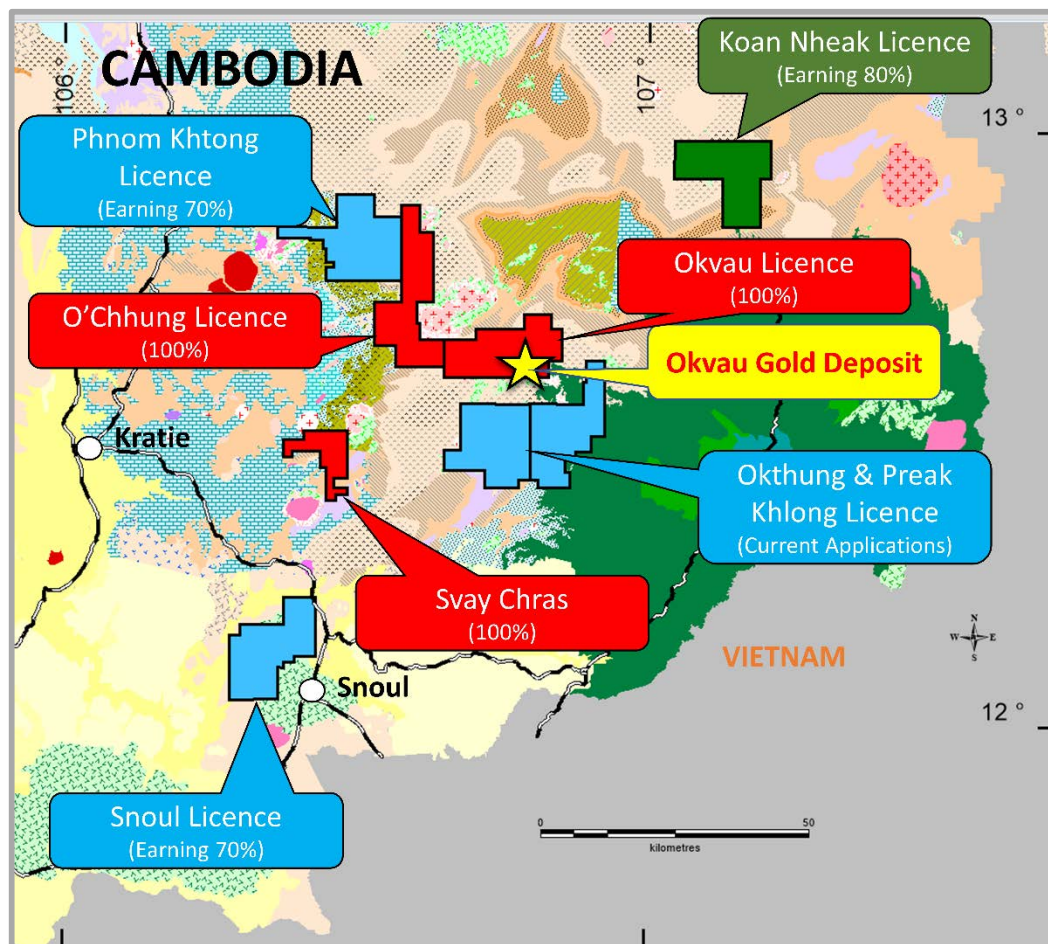 CAMBODIA
106 °
107 °
13 °
Koan Nheak Licence
(Earning 80%)
Phnom Khtong
Licence
(Earning 70%)
Okvau Licence
(100%)
O'Chhung Licence
(100%)
Okvau Gold Deposit
Kratie
Okthung & Preak
Khlong Licence
(Current Applications)
Svay Chras
(100%)
N
W E
S
VIETNAM
Snoul
12 °
Snoul Licence
(Earning 70%)
0 50
kilometres